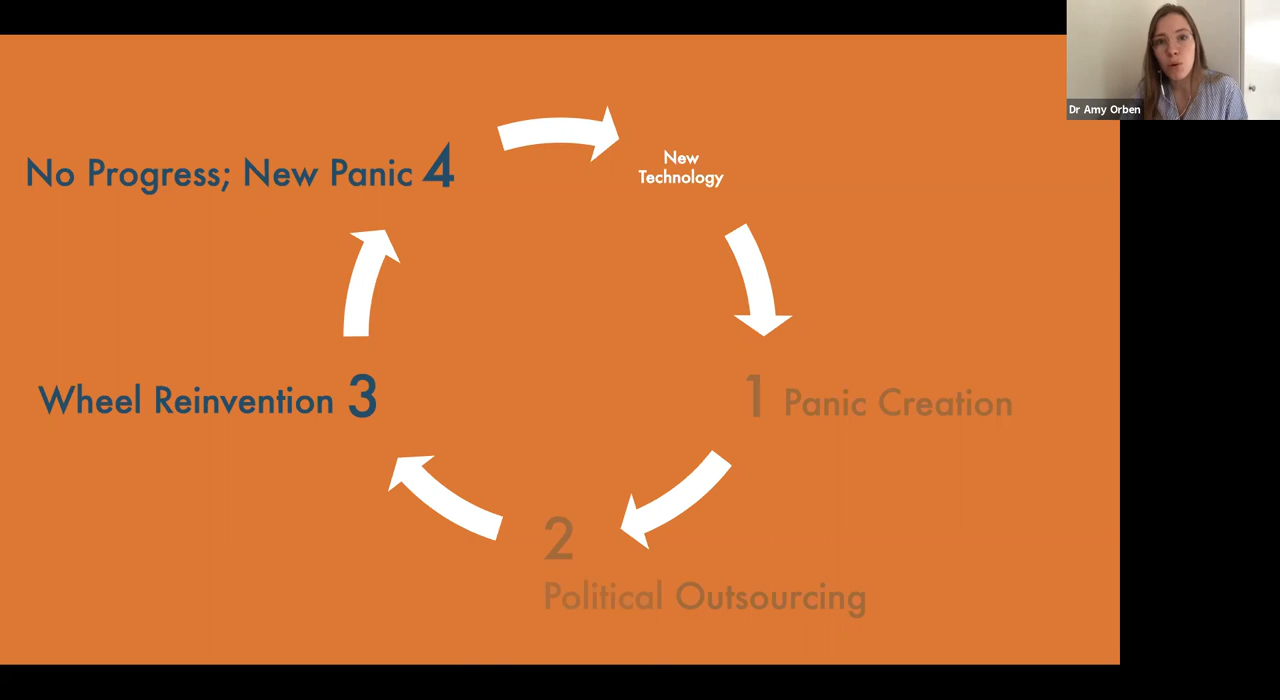 Dr Amy Orben
New
Technology
No Progress; New Panic 4
1 Panic Creation
Wheel Reinvention 3
2
Political Outsourcing